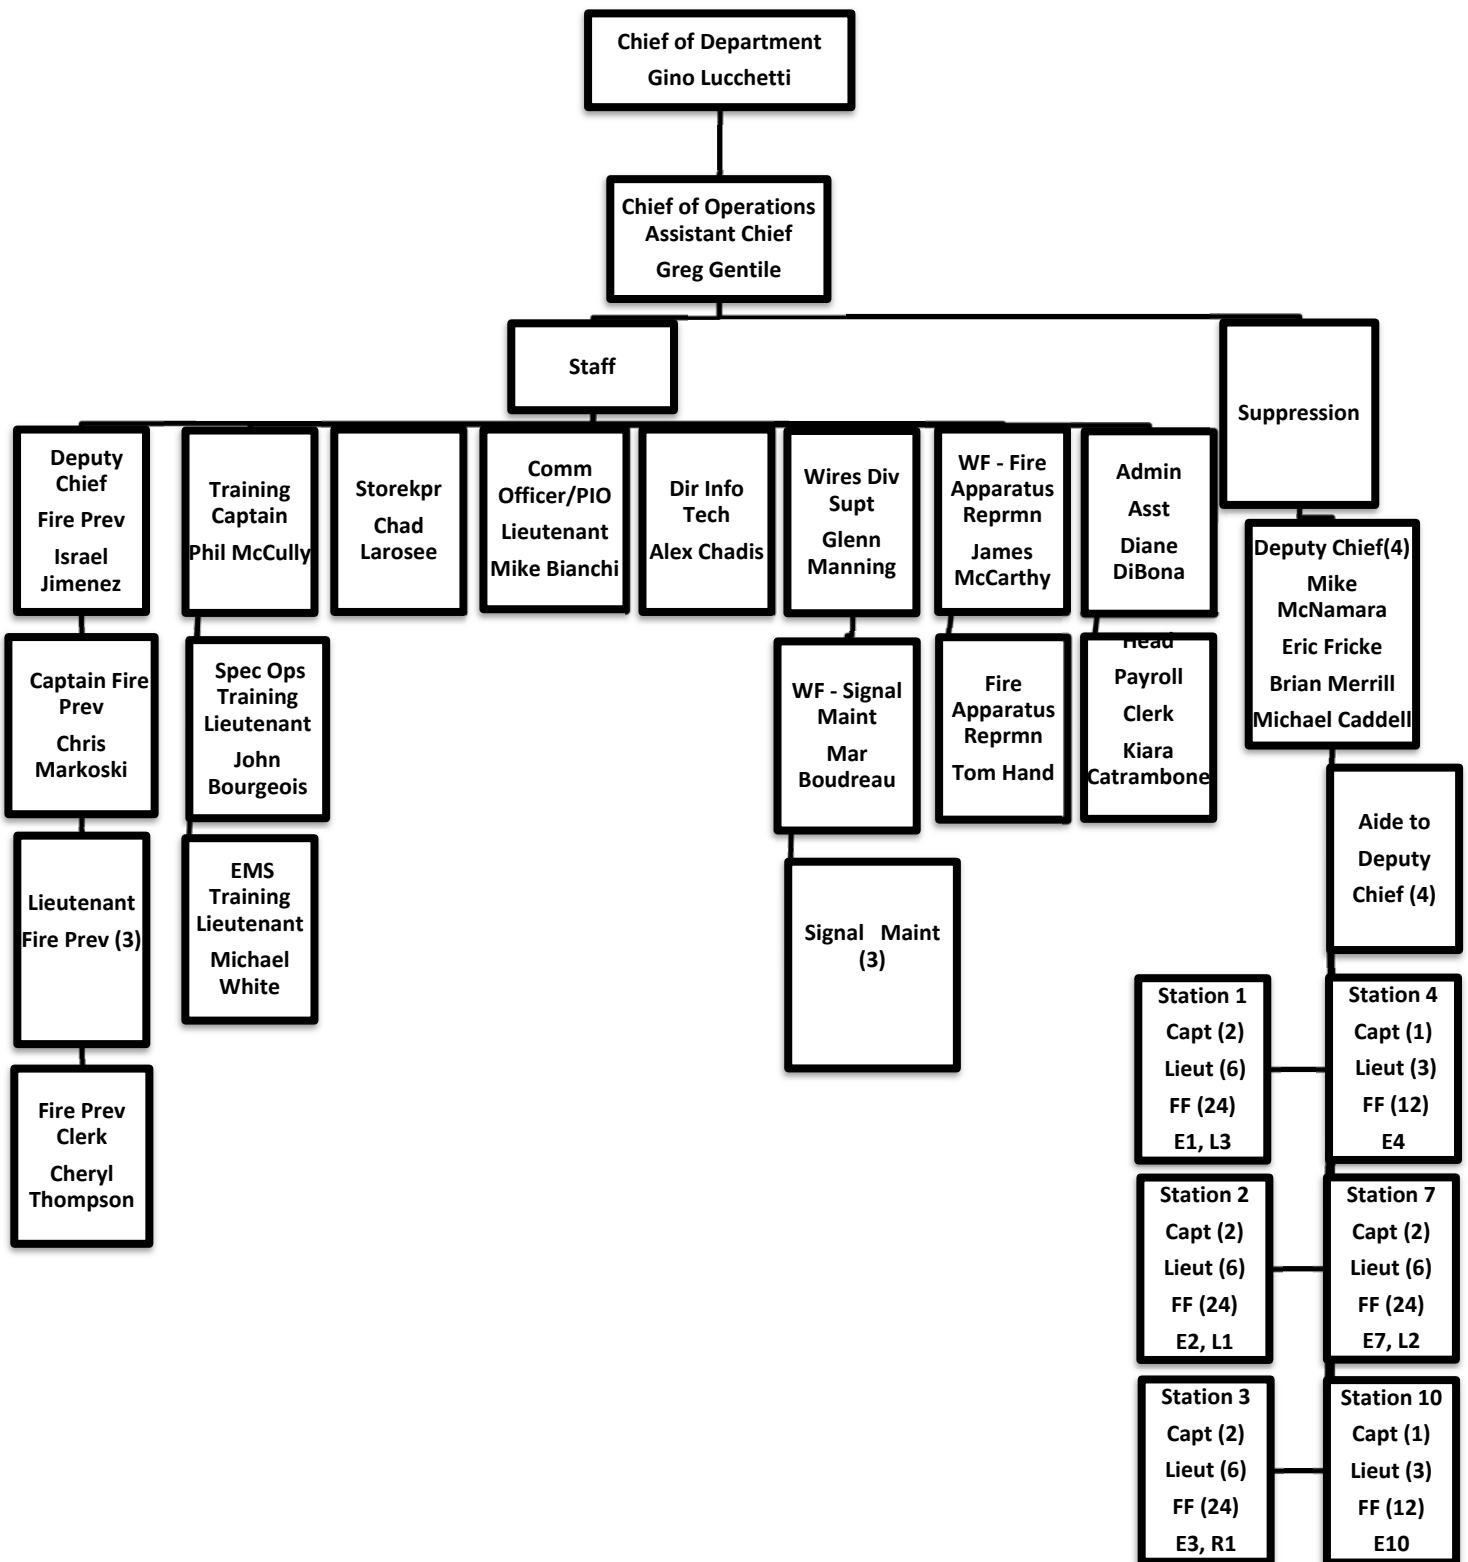 Chief of Department
Gino Lucchetti
Chief of Operations
Assistant Chief
Greg Gentile
Staff
Suppression
Deputy
Chief
Fire Prev
Israel
Jimenez
Training
Captain
Phil McCully
Storekpr
Chad
Larosee
Comm
Officer/PIO
Lieutenant
Mike Bianchi
Dir Info
Tech
Alex Chadis
Wires Div
Supt
Glenn
Manning
WF - Fire
Apparatus
Reprmn
James
McCarthy
Admin
Asst
Diane
DiBona
Deputy Chief(4)
Mike
McNamara
Eric Fricke
Brian Merrill
Michael Caddell
Captain Fire
Prev
Chris
Markoski
Spec Ops
Training
Lieutenant
John
Bourgeois
WF - Signal
Maint
Mar
Boudreau
Fire
Apparatus
Reprmn
Tom Hand
Head
Payroll
Clerk
Kiara
Catrambone
Aide to
Deputy
Chief (4)
Lieutenant
Fire Prev (3)
EMS
Training
Lieutenant
Michael
White
Signal Maint
(3)
Fire Prev
Clerk
Cheryl
Thompson
Station 1
Capt (2)
Lieut (6)
FF (24)
E1, L3
Station 4
Capt (1)
Lieut (3)
FF (12)
E4
Station 2
Capt (2)
Lieut (6)
FF (24)
E2, L1
Station 7
Capt (2)
Lieut (6)
FF (24)
E7, L2
Station 3
Capt (2)
Lieut (6)
FF (24)
E3, R1
Station 10
Capt (1)
Lieut (3)
FF (12)
E10